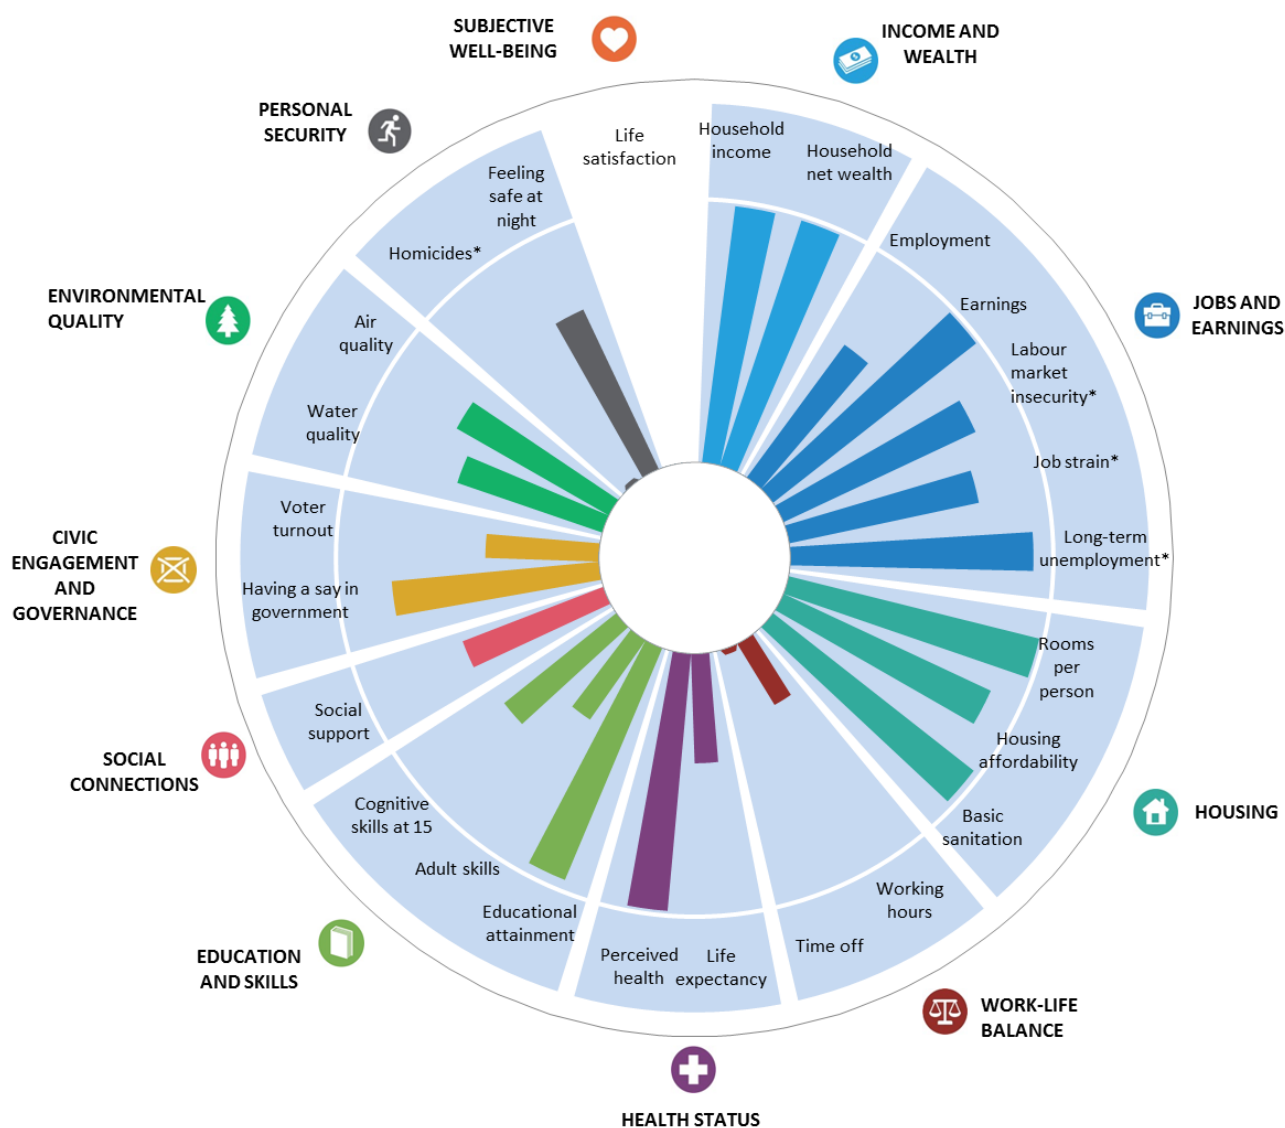 SUBJECTIVE
WELL-BEING
INCOME AND
WEALTH
PERSONAL
SECURITY
Life
satisfaction
Household
income
Household
net wealth
Feeling
safe at
night
Homicides*
Employment
ENVIRONMENTAL
QUALITY
Air
quality
Earnings
JOBS AND
EARNINGS
Labour
market
insecurity*
Water
quality
Job strain*
Voter
turnout
Long-term
unemployment*
CIVIC
ENGAGEMENT
AND
GOVERNANCE
Having a say in
government
Rooms
per
person
Social
support
Housing
affordability
SOCIAL
CONNECTIONS
Cognitive
skills at 15
Basic
sanitation
HOUSING
Adult skills
Working
hours
Educational
attainment
Time off
Perceived
health
Life
expectancy
EDUCATION
AND SKILLS
WORK-LIFE
BALANCE
HEALTH STATUS